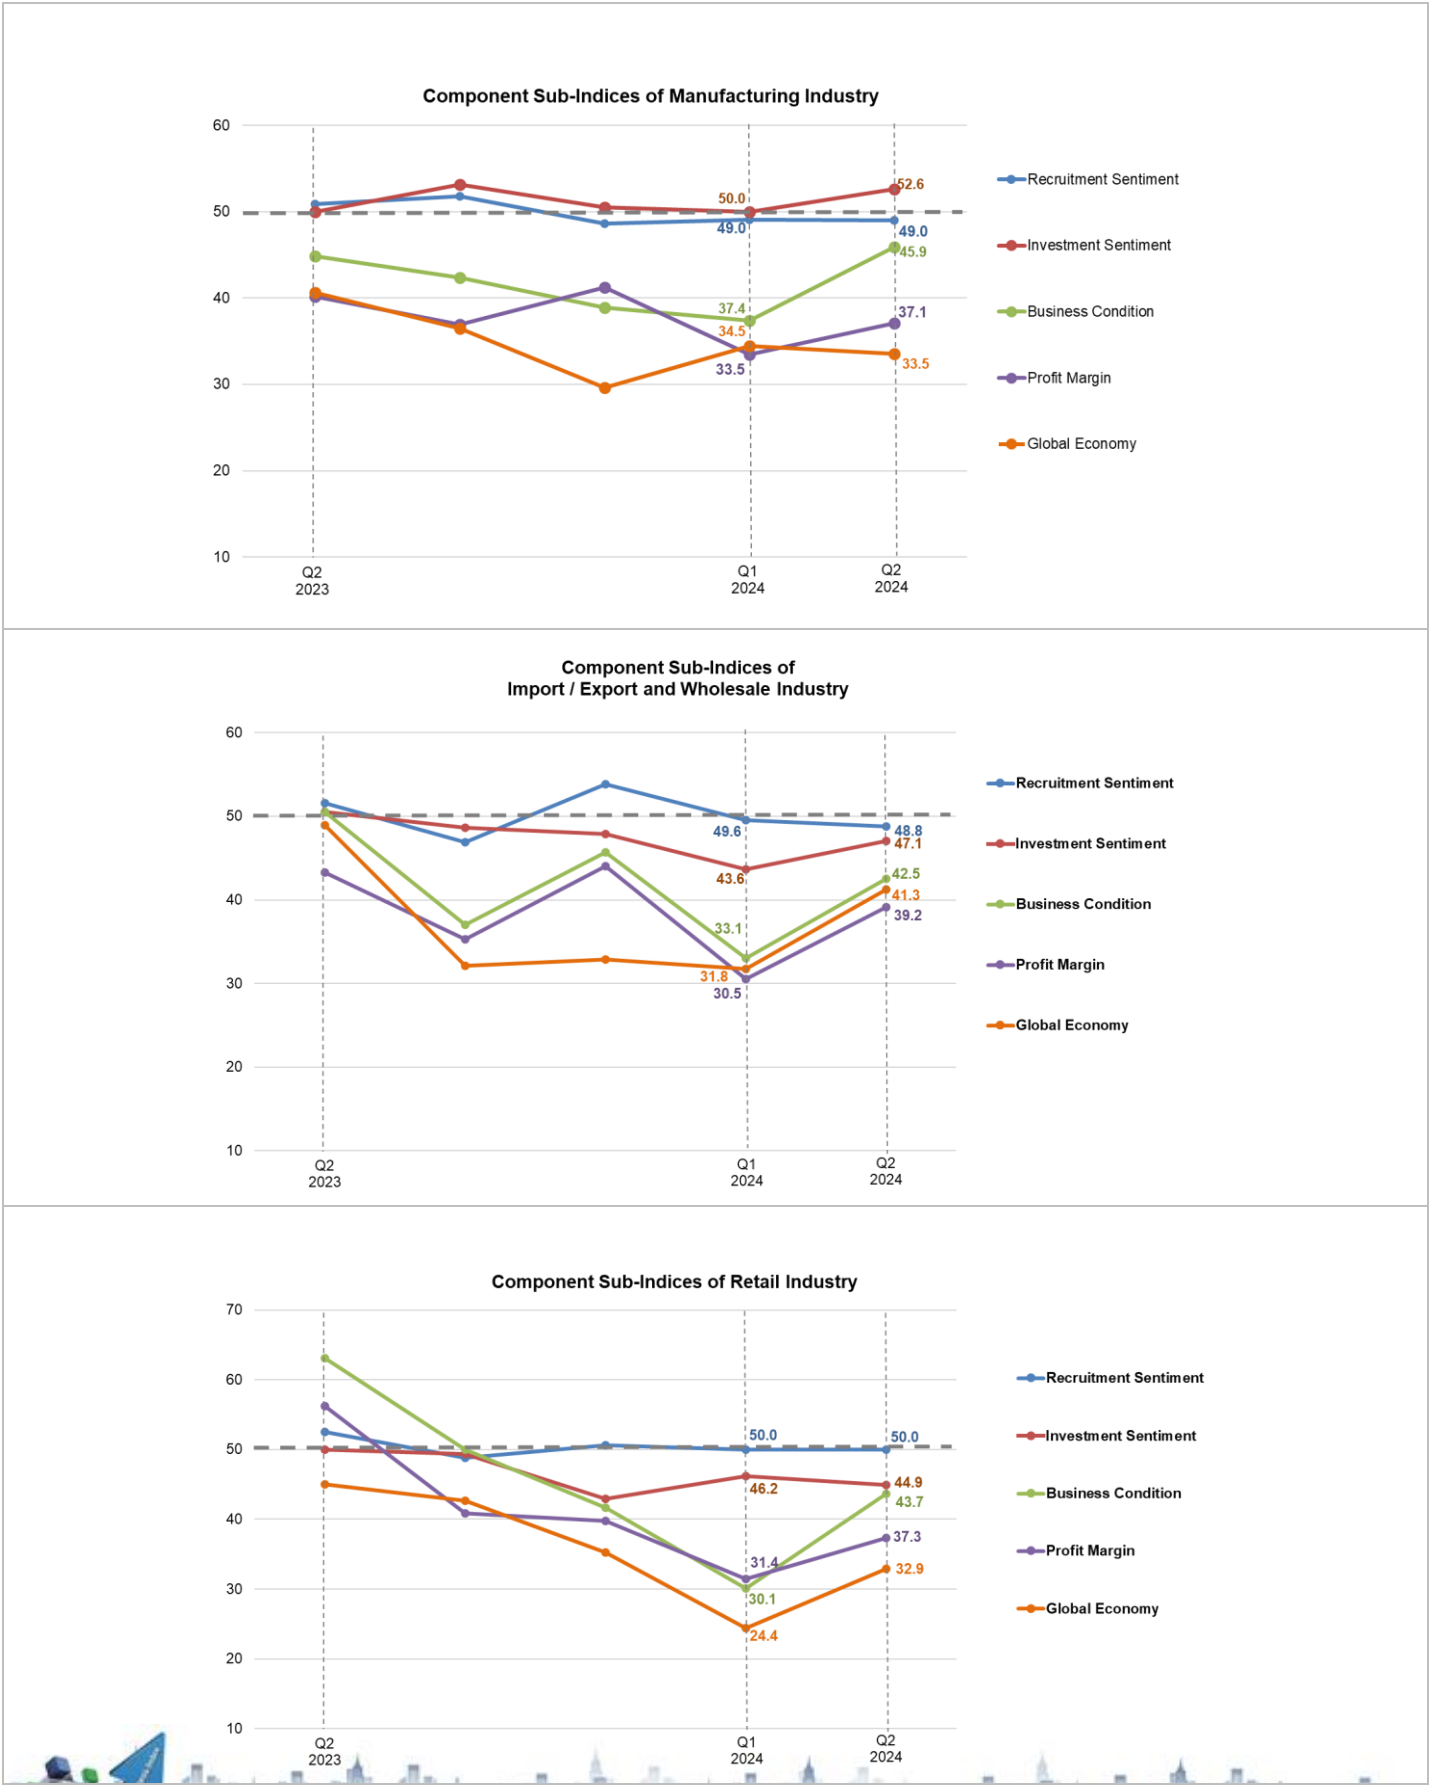 Component Sub-Indices of Manufacturing Industry
60
50
40
30
20
10
50.0
49.0
37.4
34.5
33.5
52.6
49.0
45.9
37.1
33.5
Q2
2023
Q1
2024
Q2
2024
Recruitment Sentiment
Investment Sentiment
Business Condition
Profit Margin
Global Economy
Component Sub-Indices of
Import / Export and Wholesale Industry
60
50
40
30
20
10
49.6
43.6
33.1
31.8
30.5
48.8
47.1
42.5
41.3
39.2
Q2
2023
Q1
2024
Q2
2024
Recruitment Sentiment
Investment Sentiment
Business Condition
Profit Margin
Global Economy
Component Sub-Indices of Retail Industry
70
60
50
40
30
20
10
50.0
46.2
31.4
30.1
24.4
50.0
44.9
43.7
37.3
32.9
Q2
2023
Q1
2024
Q2
2024
Recruitment Sentiment
Investment Sentiment
Business Condition
Profit Margin
Global Economy